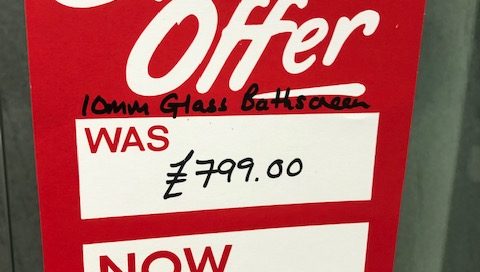 Offer
10mm Glass Bathscreen
WAS
£799.00
NOW